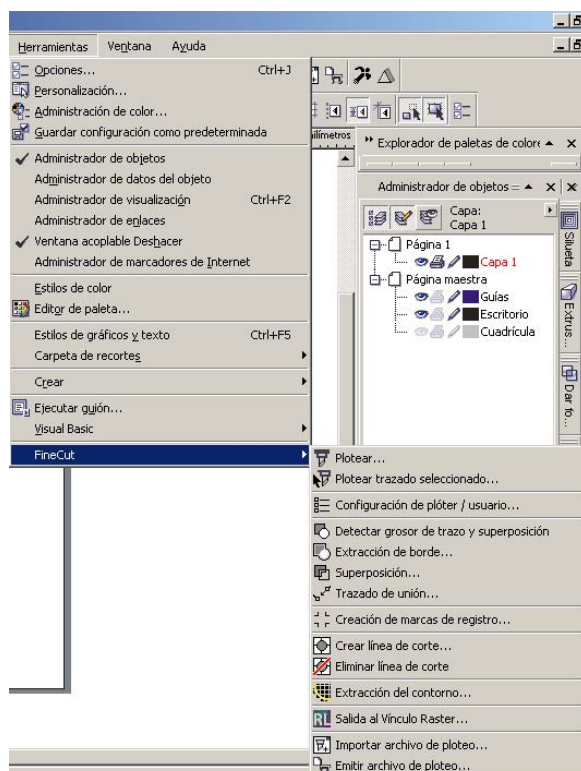 Herramientas Ventana Ayuda
Opciones... Ctrl+J
Personalización...
Administración de color...
Guardar configuración como predeterminada
Administrador de objetos
Administrador de datos del objeto
Administrador de visualización Ctrl+F2
Administrador de enlaces
Ventana acoplable Deshacer
Administrador de marcadores de Internet
Estilos de color
Editor de paleta...
Estilos de gráficos y texto Ctrl+F5
Carpeta de recortes
Crear
Ejecutar guión...
Visual Basic
FineCut
Plotear...
Plotear trazado seleccionado...
Configuración de plóter / usuario...
Detectar grosor de trazo y superposición
Extracción de borde...
Superposición...
Trazado de unión...
Creación de marcas de registro...
Crear línea de corte...
Eliminar línea de corte
Extracción del contorno...
RL Salida al Vínculo Raster...
Importar archivo de ploteo...
Emitir archivo de ploteo...
Explorador de paletas de colore
Administrador de objetos
Capa:
Capa 1
Página 1
Capa 1
Página maestra
Guías
Escritorio
Cuadrícula
Silueta
Extrus...
Dar fo...